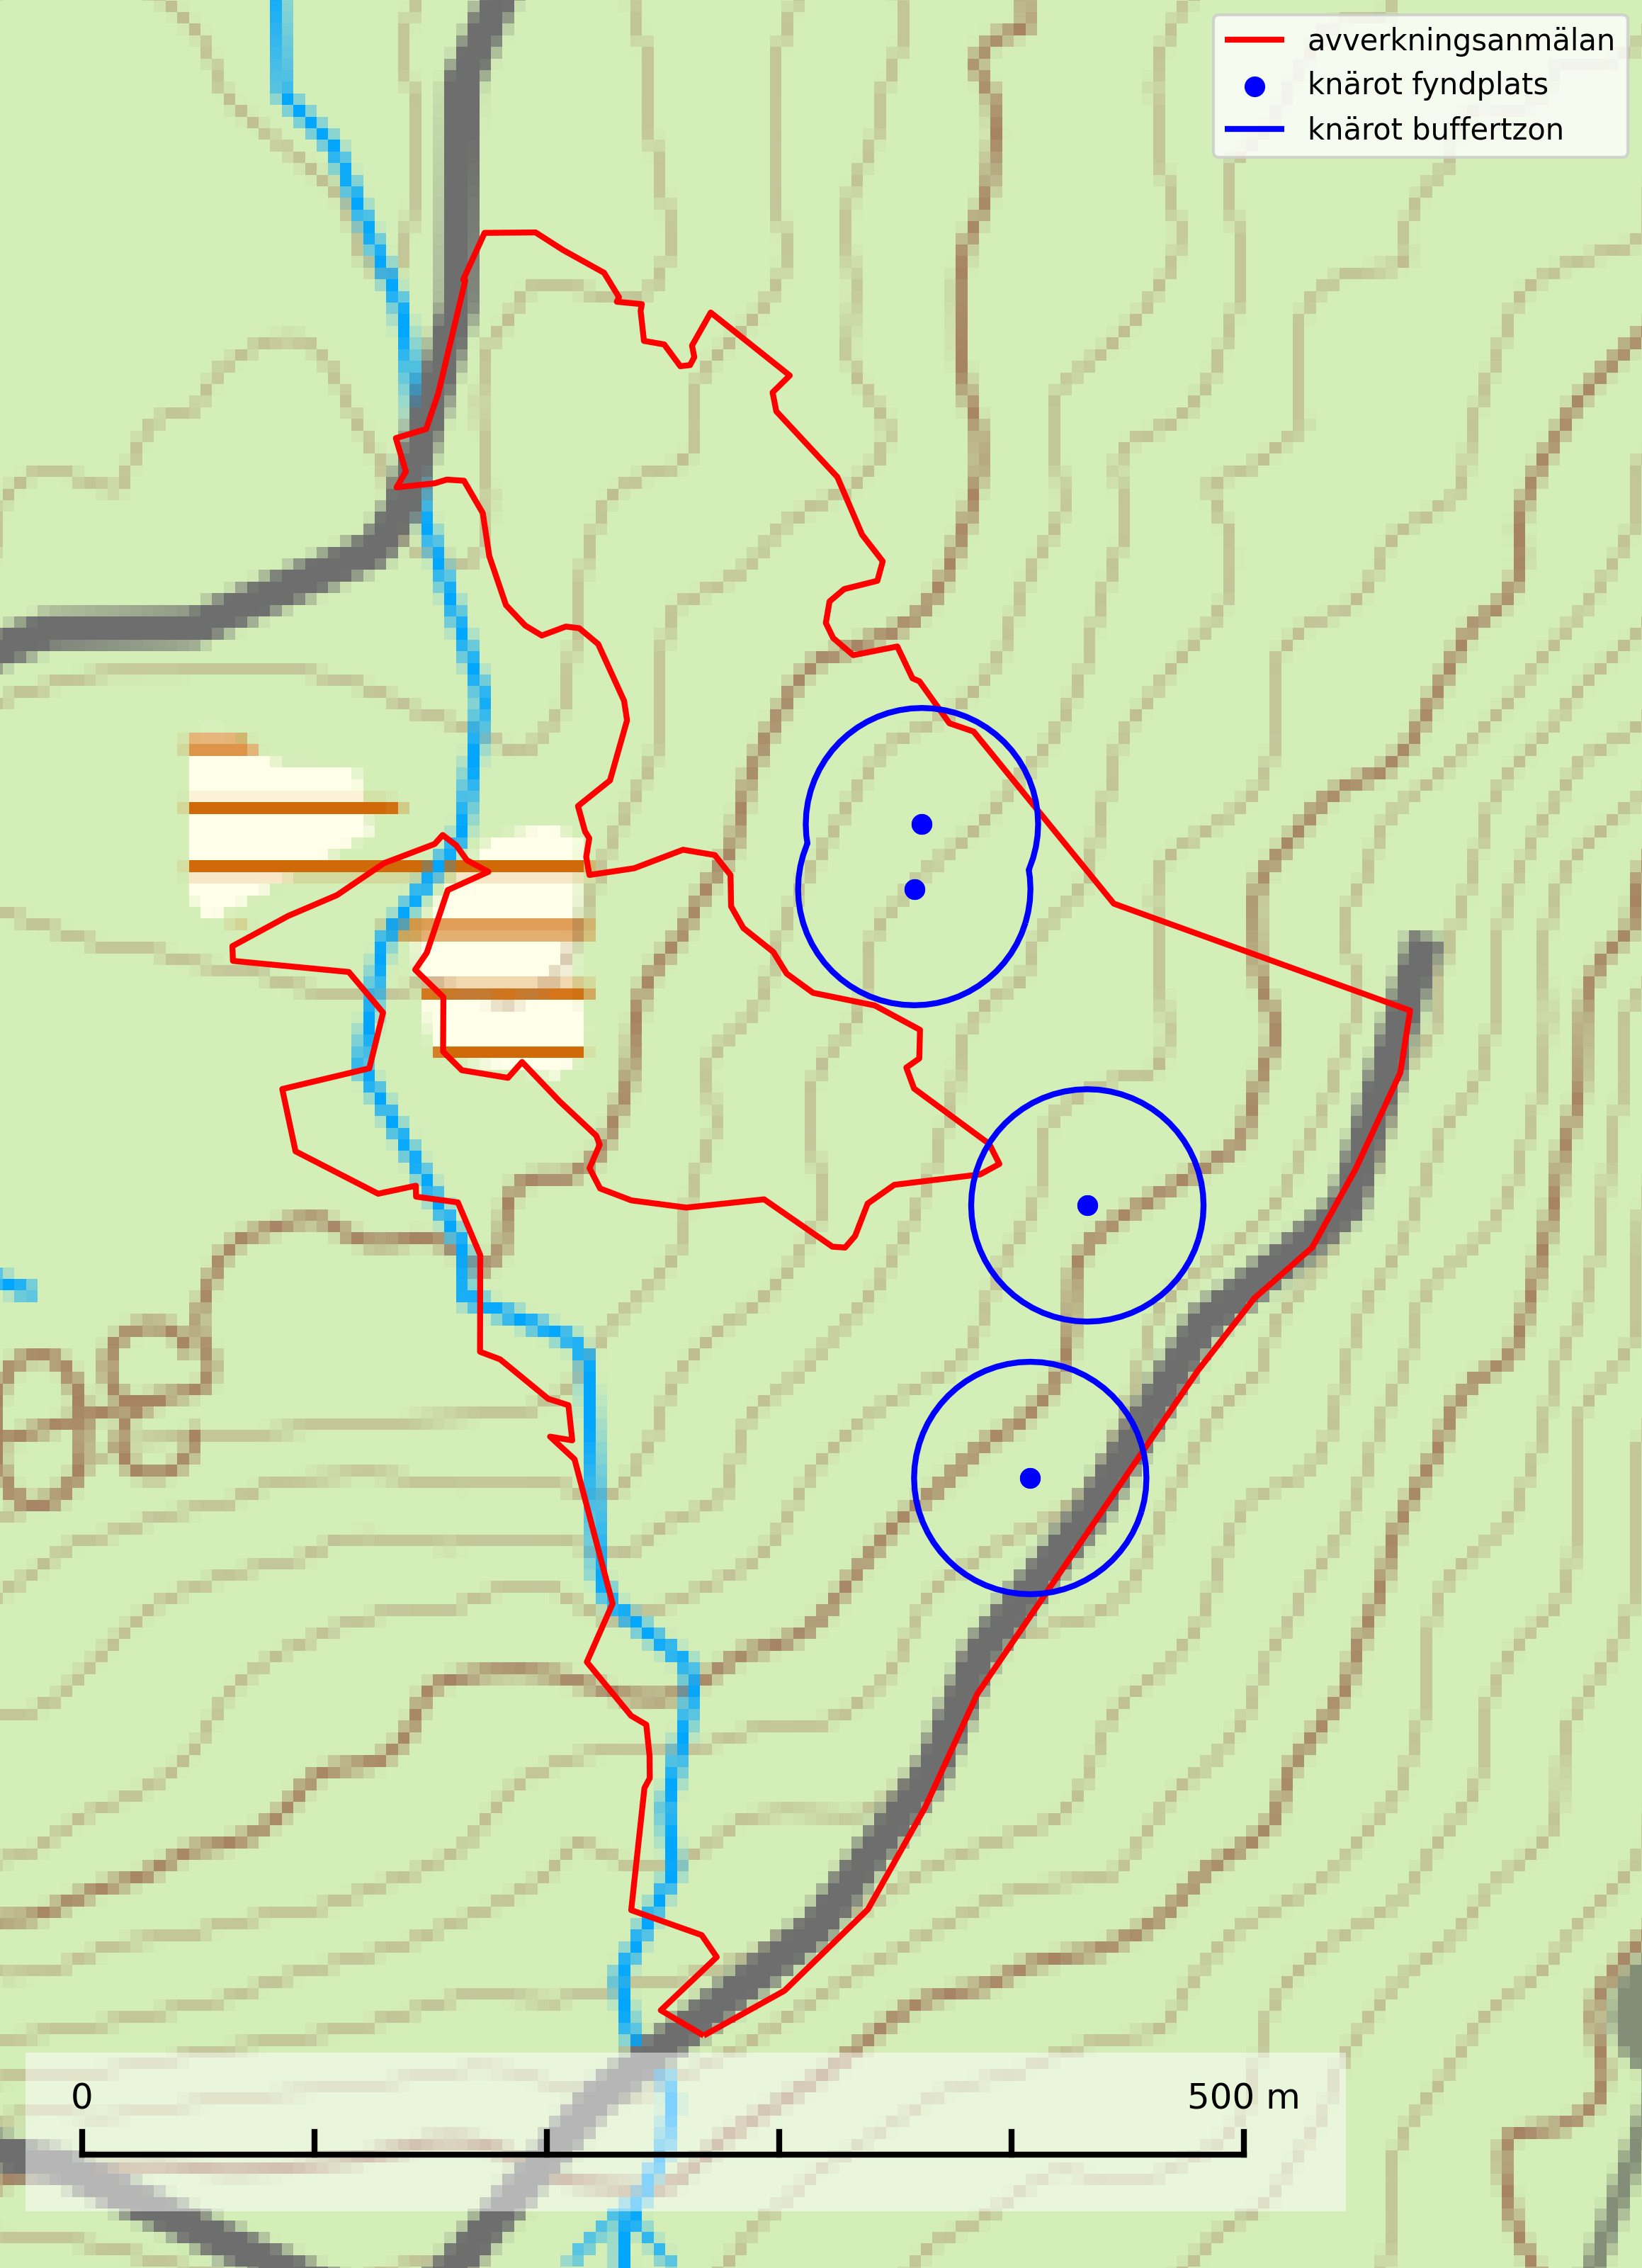 avverkningsanmälan
knärot fyndplats
knärot buffertzon
0
500 m